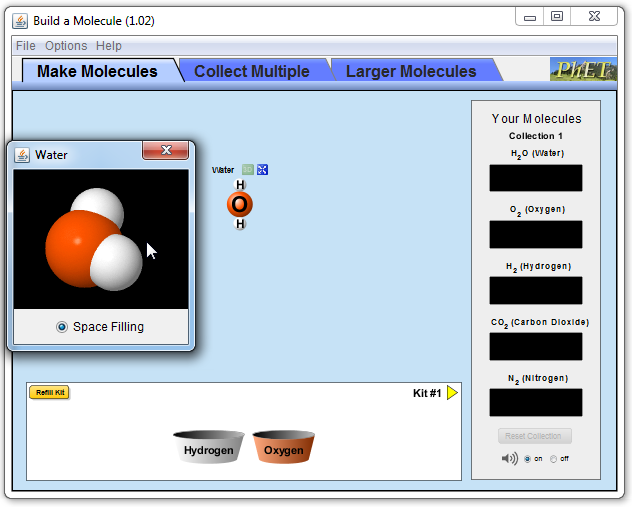 Build a Molecule (1.02)
File Options Help
Make Molecules
Collect Multiple
Larger Molecules
PhET
Your Molecules
Collection 1
H2O (Water)
O2 (Oxygen)
H2 (Hydrogen)
CO2 (Carbon Dioxide)
N2 (Nitrogen)
Reset Collection
on
off
Water
Space Filling
Water
3D
H
O
H
Refill Kit
Kit #1
Hydrogen
Oxygen